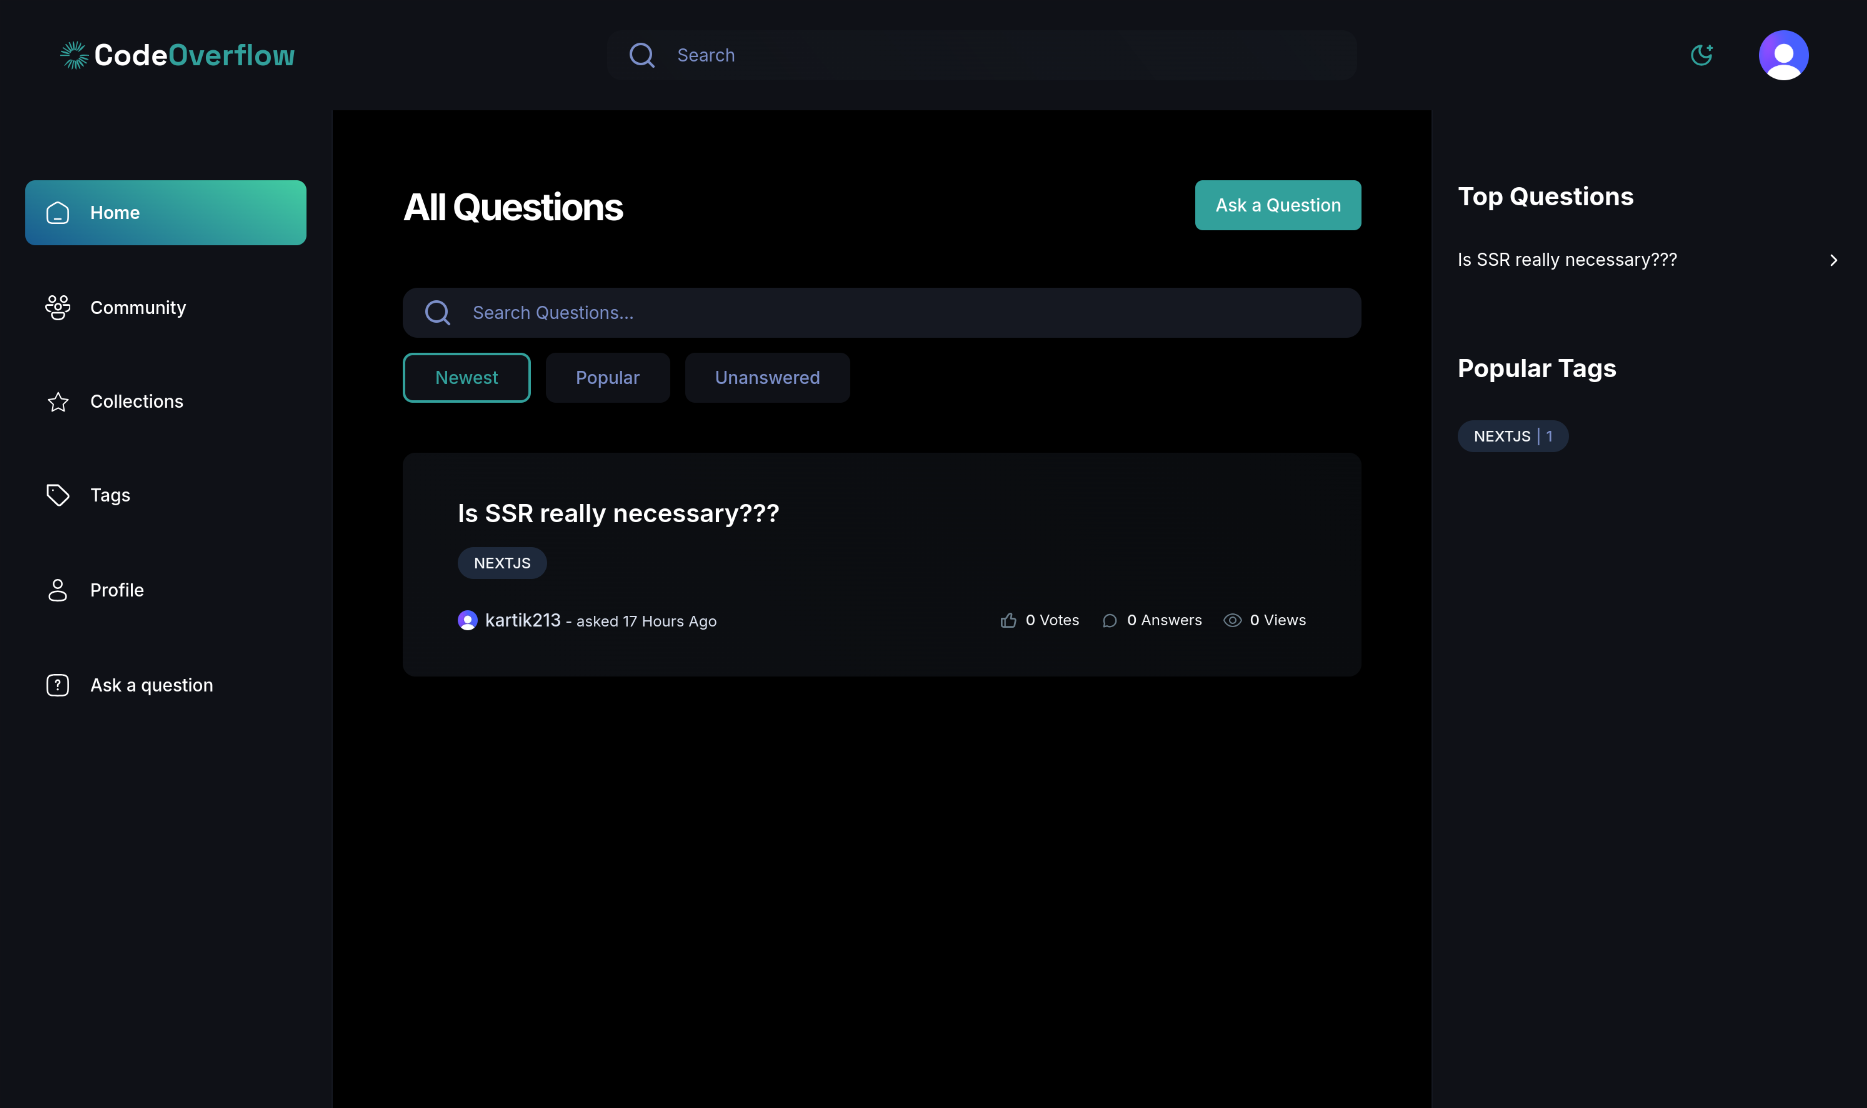 CodeOverflow
Search
Home
Community
Collections
Tags
Profile
Ask a question
All Questions
Ask a Question
Search Questions...
Newest
Popular
Unanswered
Is SSR really necessary???
NEXTJS
kartik213 - asked 17 Hours Ago
0 Votes
0 Answers
0 Views
Top Questions
Is SSR really necessary???
Popular Tags
NEXTJS | 1